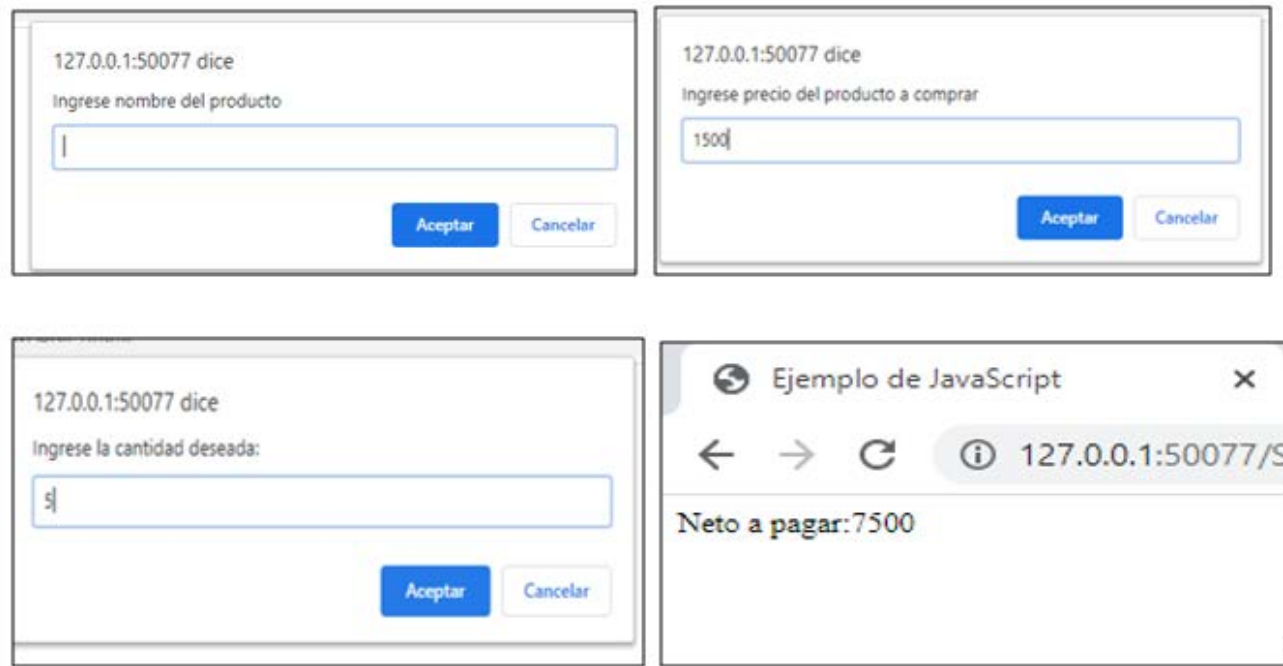 127.0.0.1:50077 dice
Ingrese nombre del producto
Aceptar Cancelar
127.0.0.1:50077 dice
Ingrese precio del producto a comprar
1500
Aceptar Cancelar
127.0.0.1:50077 dice
Ingrese la cantidad deseada:
5
Aceptar Cancelar
Ejemplo de JavaScript
127.0.0.1:50077/S
Neto a pagar:7500